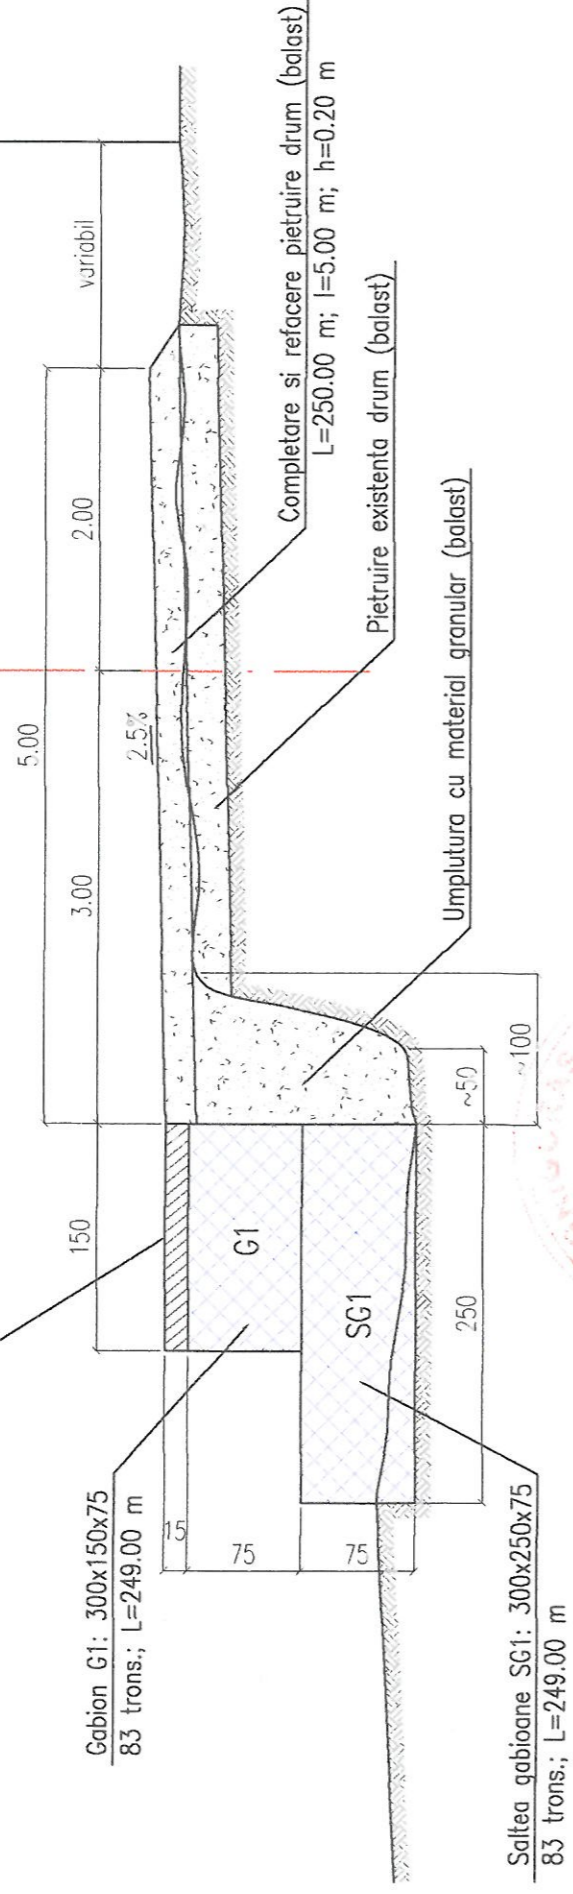 5.00
3.00
2.00
variabil
150
2.5%
15
75
75
G1
SG1
250
~50
~100
Gabion G1: 300x150x75
83 trons.; L=249.00 m
Saltea gabioane SG1: 300x250x75
83 trons.; L=249.00 m
Completare si refacere pietruire drum (balast)
L=250.00 m; l=5.00 m; h=0.20 m
Pietruire existenta drum (balast)
Umplutura cu material granular (balast)